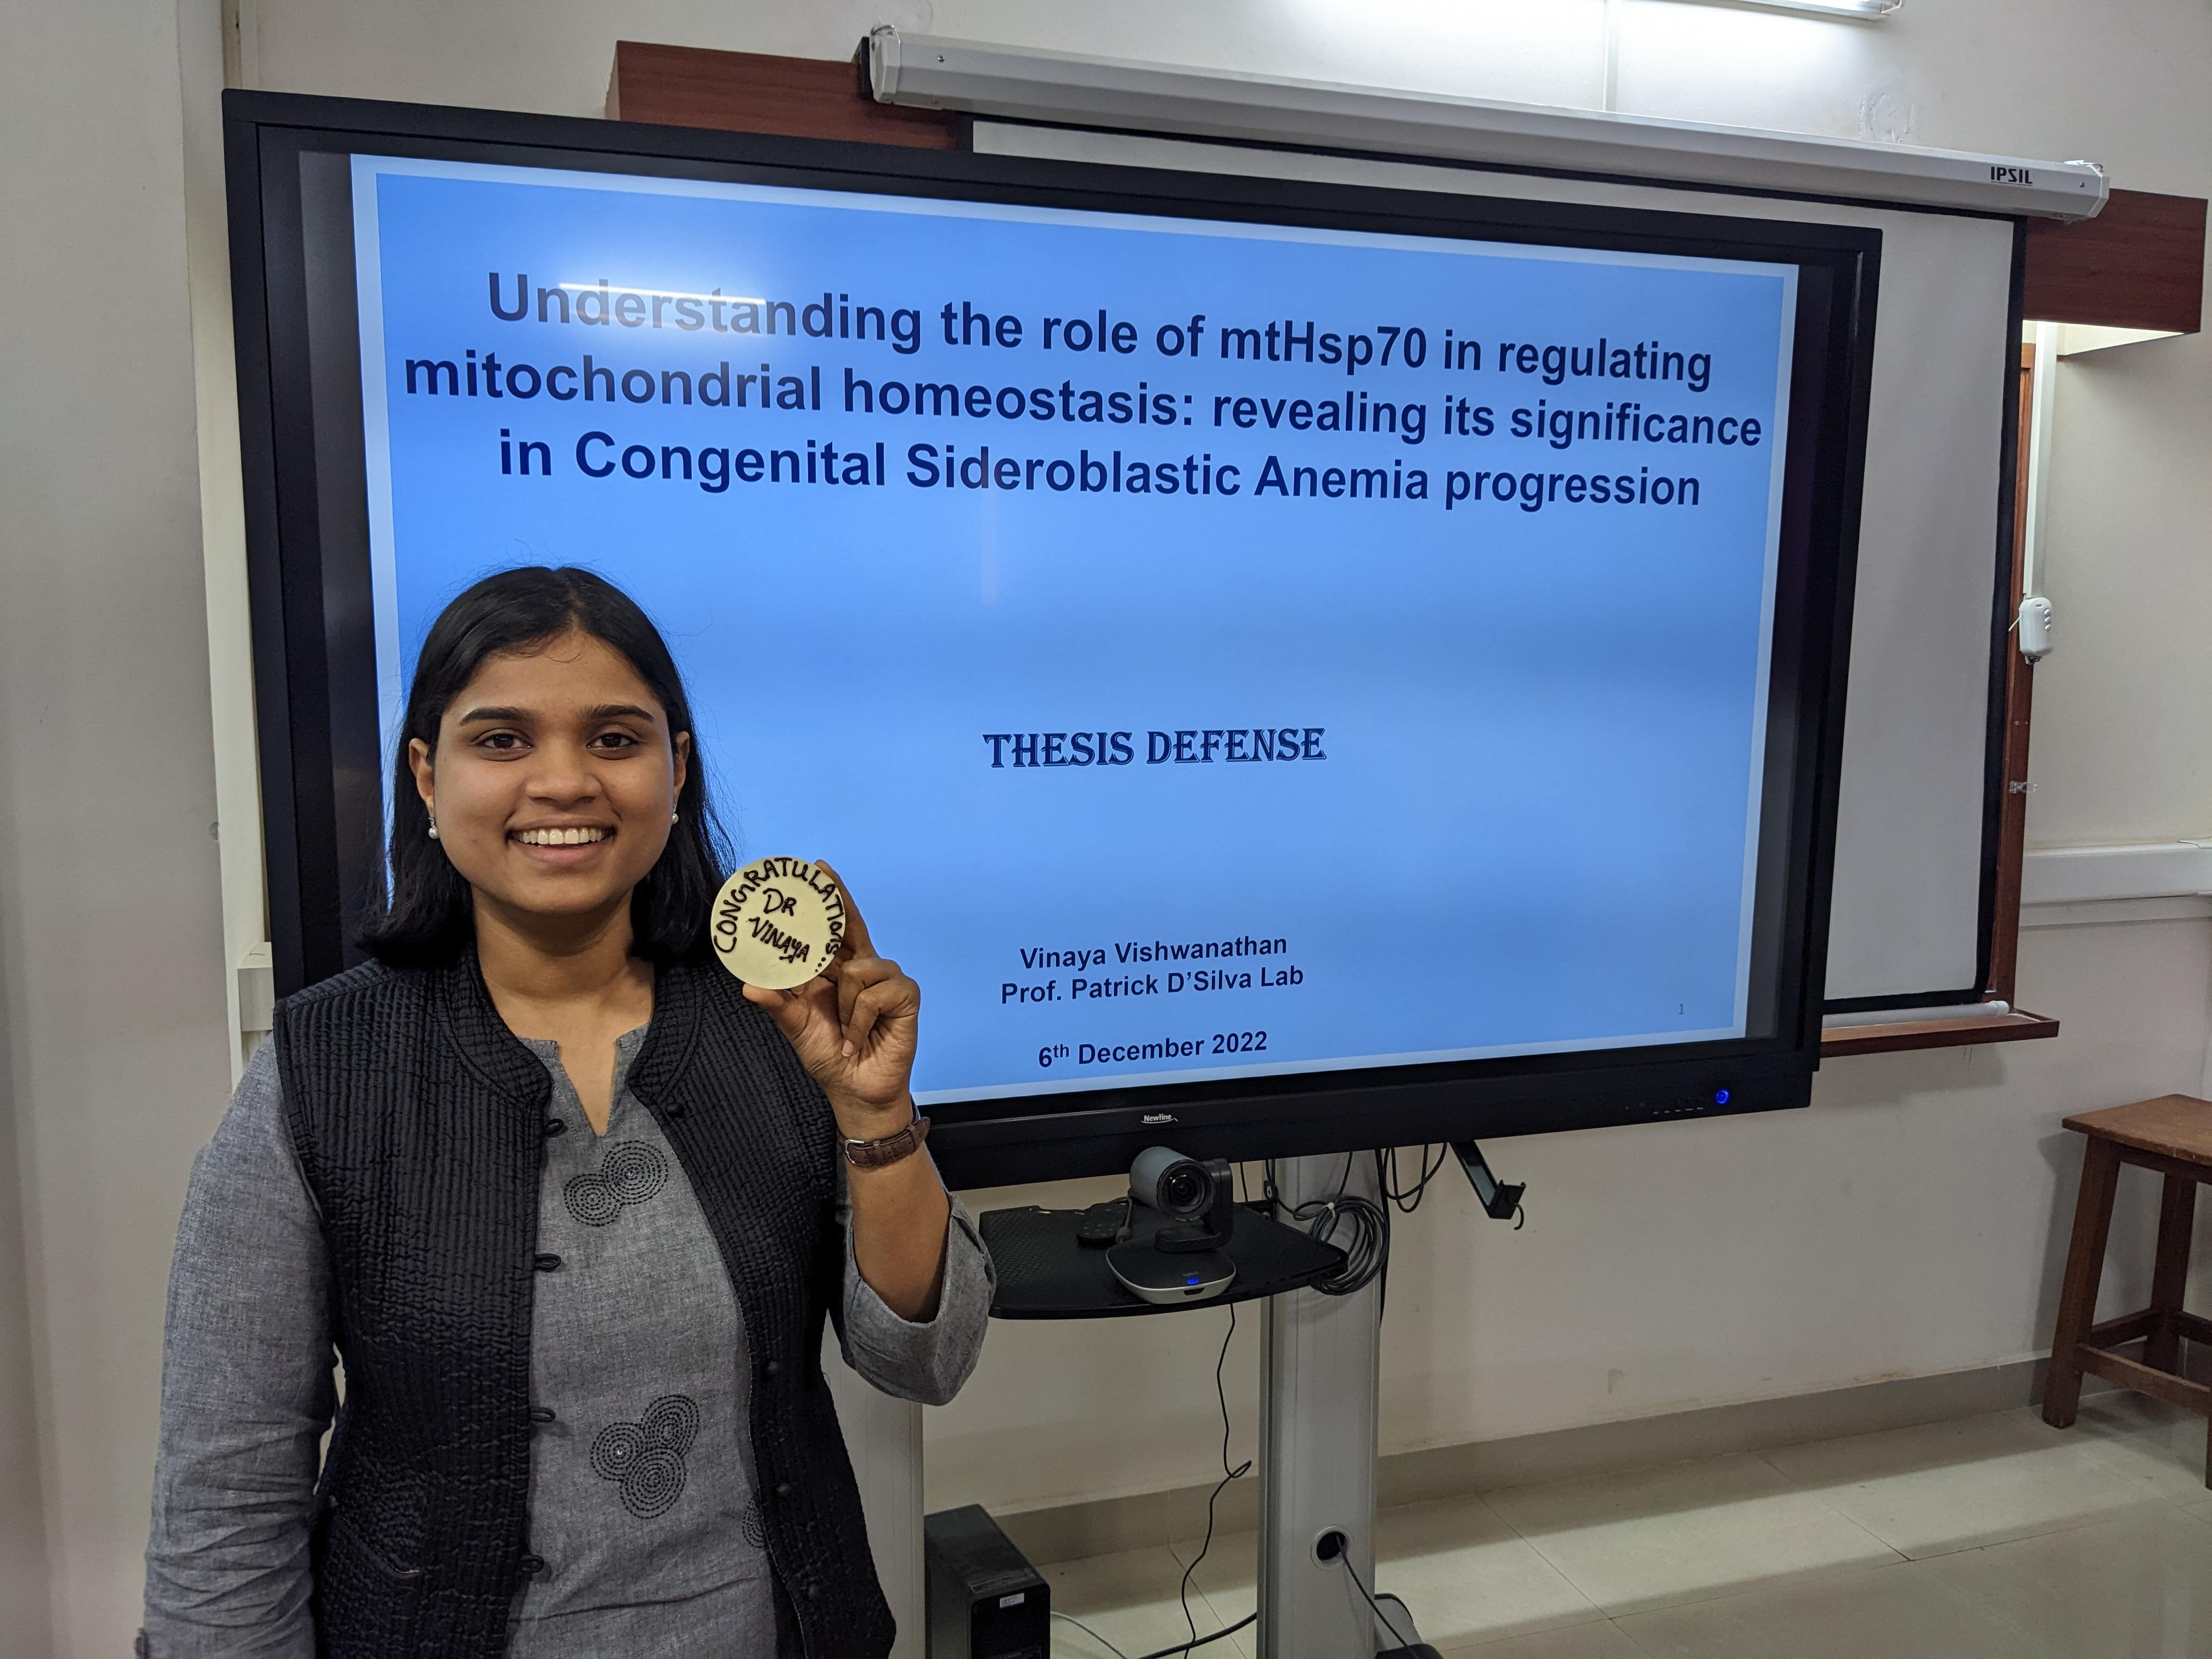 IPSIL
Understanding the role of mtHsp70 in regulating
mitochondrial homeostasis: revealing its significance
in Congenital Sideroblastic Anemia progression
THESIS DEFENSE
CONGRATULATIONS...
DR
VINAYA
Vinaya Vishwanathan
Prof. Patrick D'Silva Lab
6th December 2022
1
Newline